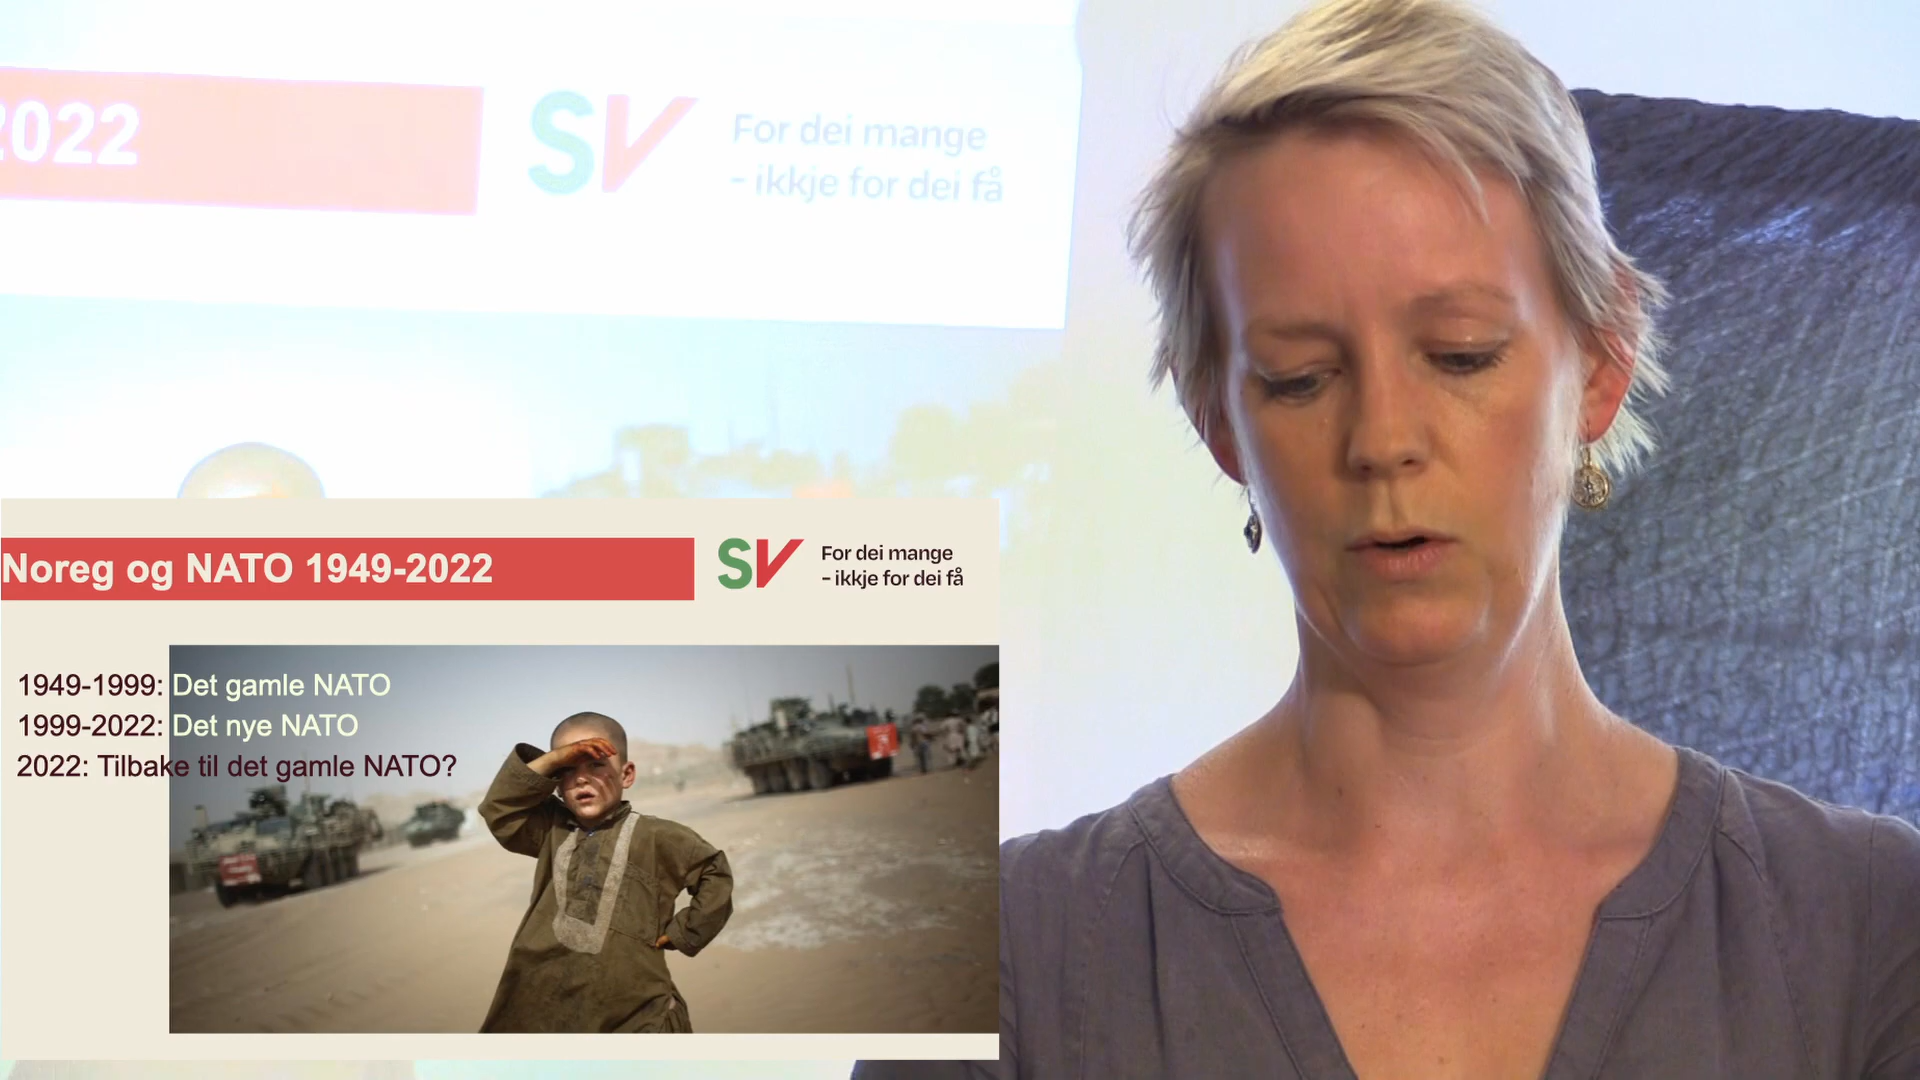 2022
SV
For dei mange
- ikkje for dei få
Noreg og NATO 1949-2022
SV
For dei mange
- ikkje for dei få
1949-1999: Det gamle NATO
1999-2022: Det nye NATO
2022: Tilbake til det gamle NATO?